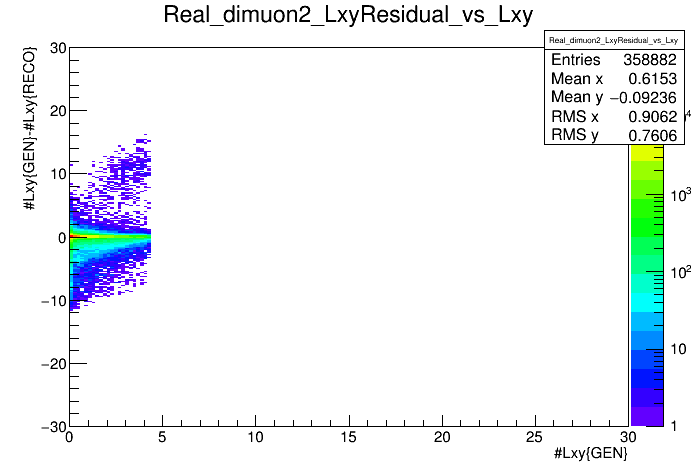 Real_dimuon2_LxyResidual_vs_Lxy
Real_dimuon2_LxyResidual_vs_Lxy
Entries 358882
Mean x 0.6153
Mean y −0.09236
RMS x 0.9062
RMS y 0.7606
#Lxy{GEN}-#Lxy{RECO}
30
20
10
0
−10
−20
−30
0 5 10 15 20 25 30
#Lxy{GEN}
4
10³
10²
10
1